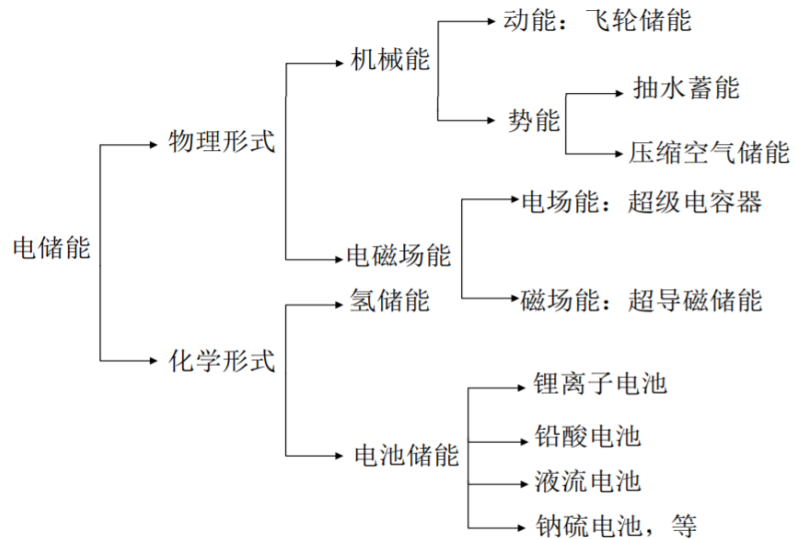 动能：飞轮储能
机械能
抽水蓄能
势能
物理形式
压缩空气储能
电场能：超级电容器
电储能
电磁场能
氢储能
磁场能：超导磁储能
化学形式
锂离子电池
铅酸电池
电池储能
液流电池
钠硫电池，等